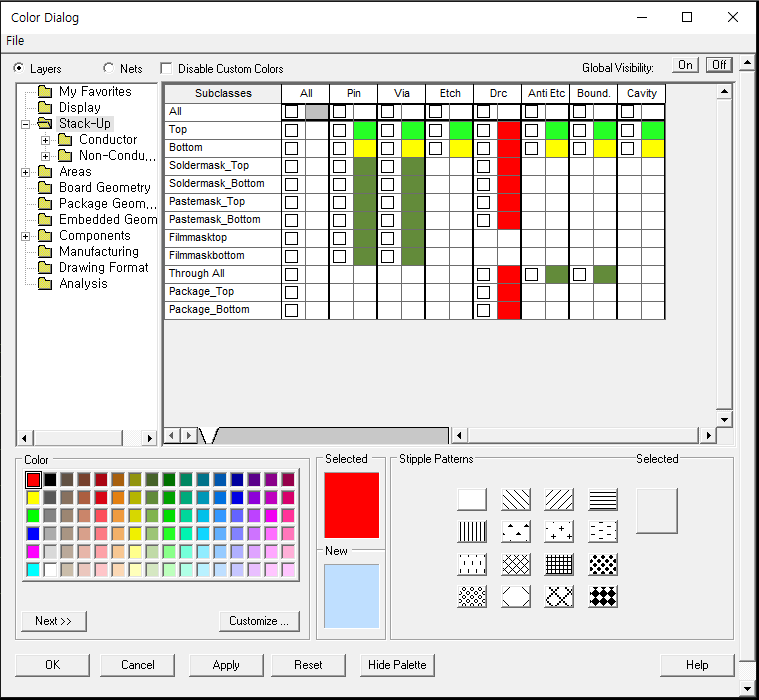 Color Dialog
File
Layers Nets Disable Custom Colors Global Visibility: On Off
My Favorites
Display
Stack-Up
Conductor
Non-Condu...
Areas
Board Geometry
Package Geom...
Embedded Geom
Components
Manufacturing
Drawing Format
Analysis
Subclasses All Pin Via Etch Drc Anti Etc Bound. Cavity
All
Top
Bottom
Soldermask_Top
Soldermask_Bottom
Pastemask_Top
Pastemask_Bottom
Filmmasktop
Filmmaskbottom
Through All
Package_Top
Package_Bottom
Color
Next >>
Customize ...
Selected
New
Stipple Patterns
Selected
OK Cancel Apply Reset Hide Palette Help